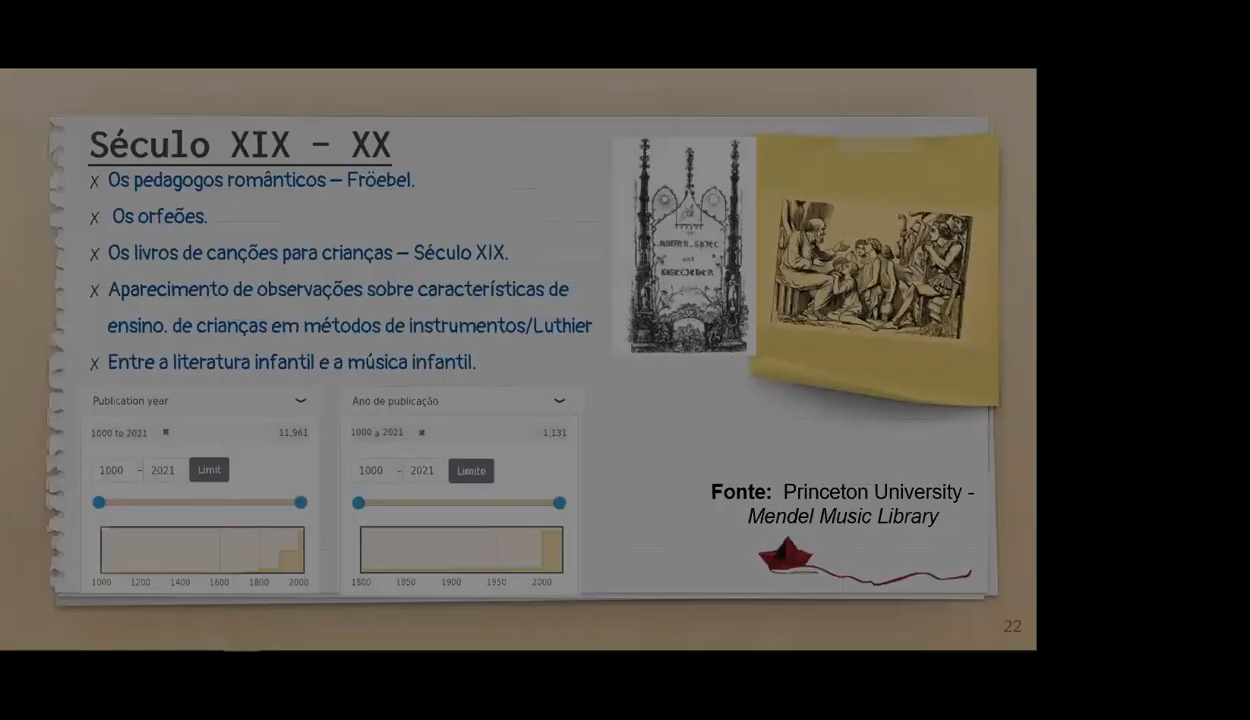 Século XIX – XX
x Os pedagogos românticos – Fröebel.
x Os orfeões.
x Os livros de canções para crianças – Século XIX.
x Aparecimento de observações sobre características de
ensino. de crianças em métodos de instrumentos/Luthier
x Entre a literatura infantil e a música infantil.
Publication year
1000 to 2021 ✖ 11,961
1000 – 2021 Limit
1000 1200 1400 1600 1800 2000
Ano de publicação
1000 a 2021 ✖ 1,131
1000 - 2021 Limite
1800 1850 1900 1950 2000
Fonte: Princeton University -
Mendel Music Library
22